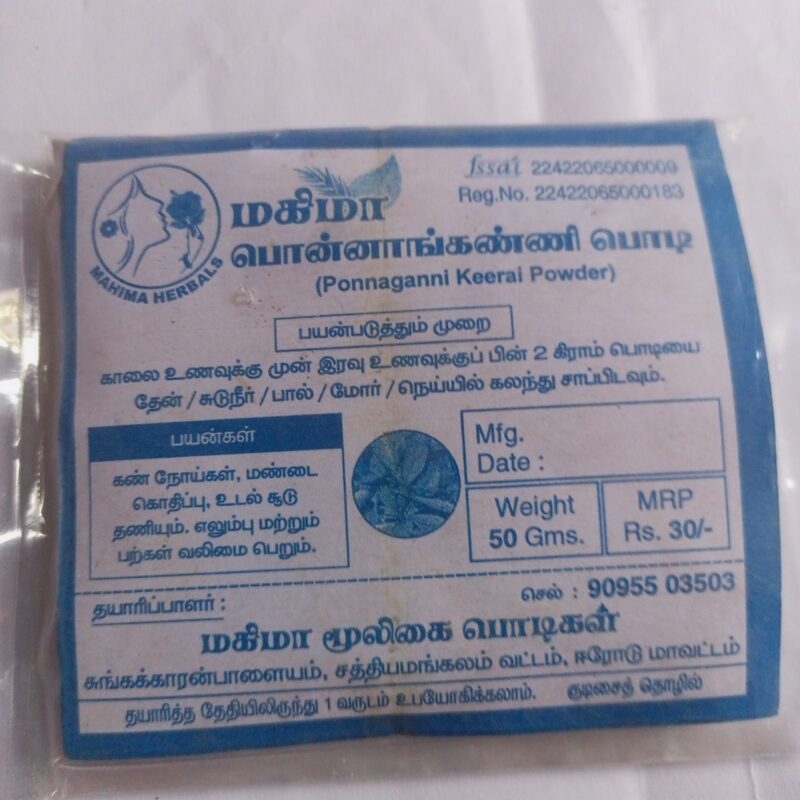 fssai 22422065000009
Reg.No. 22422065000183
MAHIMA HERBALS
மகிமா
பொன்னாங்கண்ணி பொடி
(Ponnaganni Keerai Powder)
பயன்படுத்தும் முறை
காலை உணவுக்கு முன் இரவு உணவுக்குப் பின் 2 கிராம் பொடியை
தேன் / சுடுநீர் / பால் / மோர் / நெய்யில் கலந்து சாப்பிடவும்.
பயன்கள்
கண் நோய்கள், மண்டை
கொதிப்பு, உடல் சூடு
தணியும். எலும்பு மற்றும்
பற்கள் வலிமை பெறும்.
Mfg.
Date :
Weight
50 Gms.
MRP
Rs. 30/-
தயாரிப்பாளர் :
செல் : 90955 03503
மகிமா மூலிகை பொடிகள்
சுங்கக்காரன்பாளையம், சத்தியமங்கலம் வட்டம், ஈரோடு மாவட்டம்
தயாரித்த தேதியிலிருந்து 1 வருடம் உபயோகிக்கலாம். குடிசைத் தொழில்